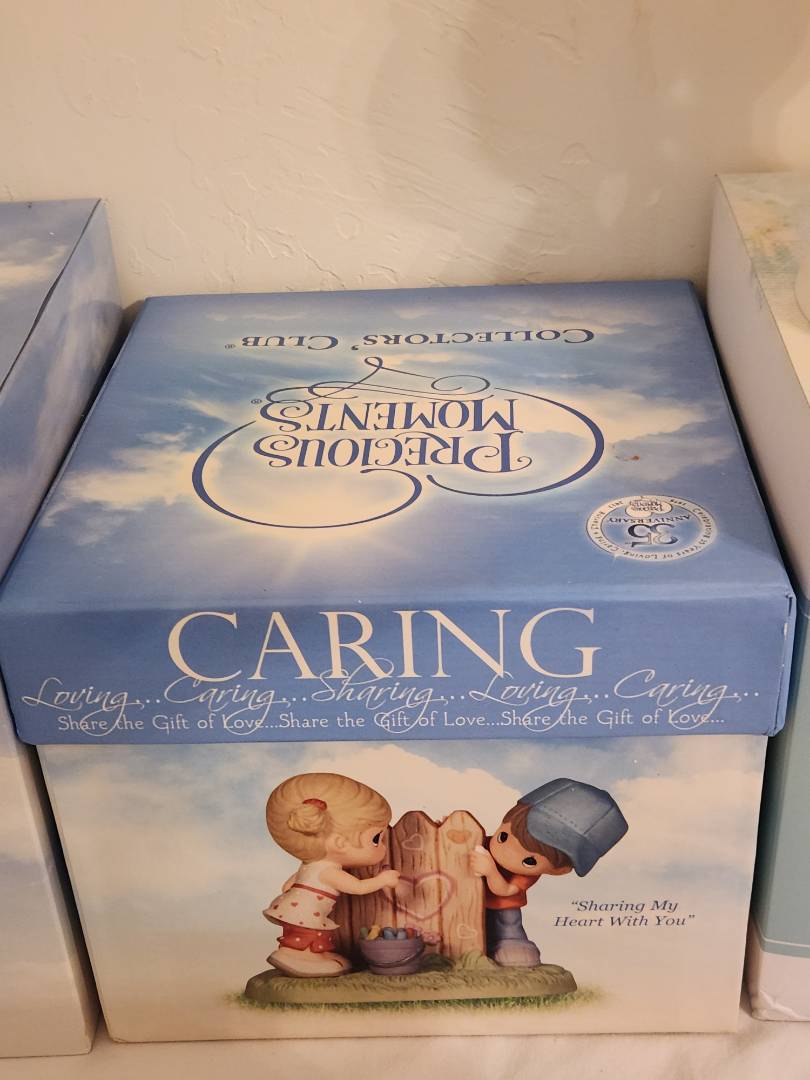 COLLECTORS' CLUB®
PRECIOUS
MOMENTS®
35
ANNIVERSARY
CARING
Loving...Caring...Sharing...Loving...Caring...
Share the Gift of Love...Share the Gift of Love...Share the Gift of Love...
"Sharing My
Heart With You"